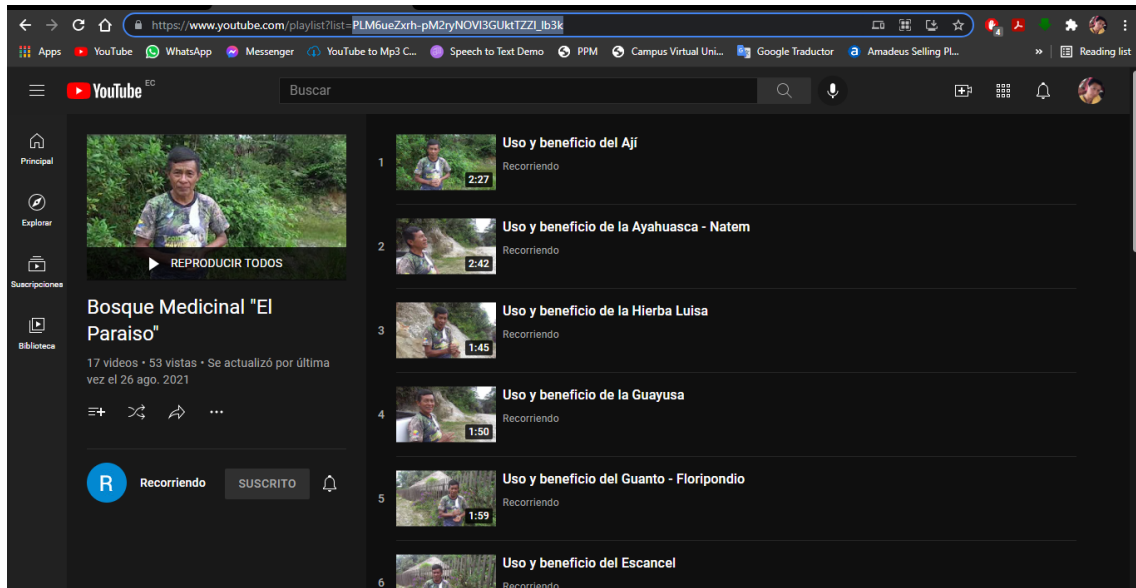 https://www.youtube.com/playlist?list=PLM6ueZxrh-pM2ryNOVI3GUktTZZI_Ib3k
4
Apps YouTube WhatsApp Messenger YouTube to Mp3 C... Speech to Text Demo PPM Campus Virtual Uni... Google Traductor Amadeus Selling Pl... » Reading list
YouTube EC
Buscar
Principal
Explorar
Suscripciones
Biblioteca
REPRODUCIR TODOS
Bosque Medicinal "El
Paraiso"
17 videos • 53 vistas • Se actualizó por última
vez el 26 ago. 2021
R Recorriendo SUSCRITO
1 2:27 Uso y beneficio del Ají
Recorriendo
2 2:42 Uso y beneficio de la Ayahuasca - Natem
Recorriendo
3 1:45 Uso y beneficio de la Hierba Luisa
Recorriendo
4 1:50 Uso y beneficio de la Guayusa
Recorriendo
5 1:59 Uso y beneficio del Guanto - Floripondio
Recorriendo
6 Uso y beneficio del Escancel
Recorriendo